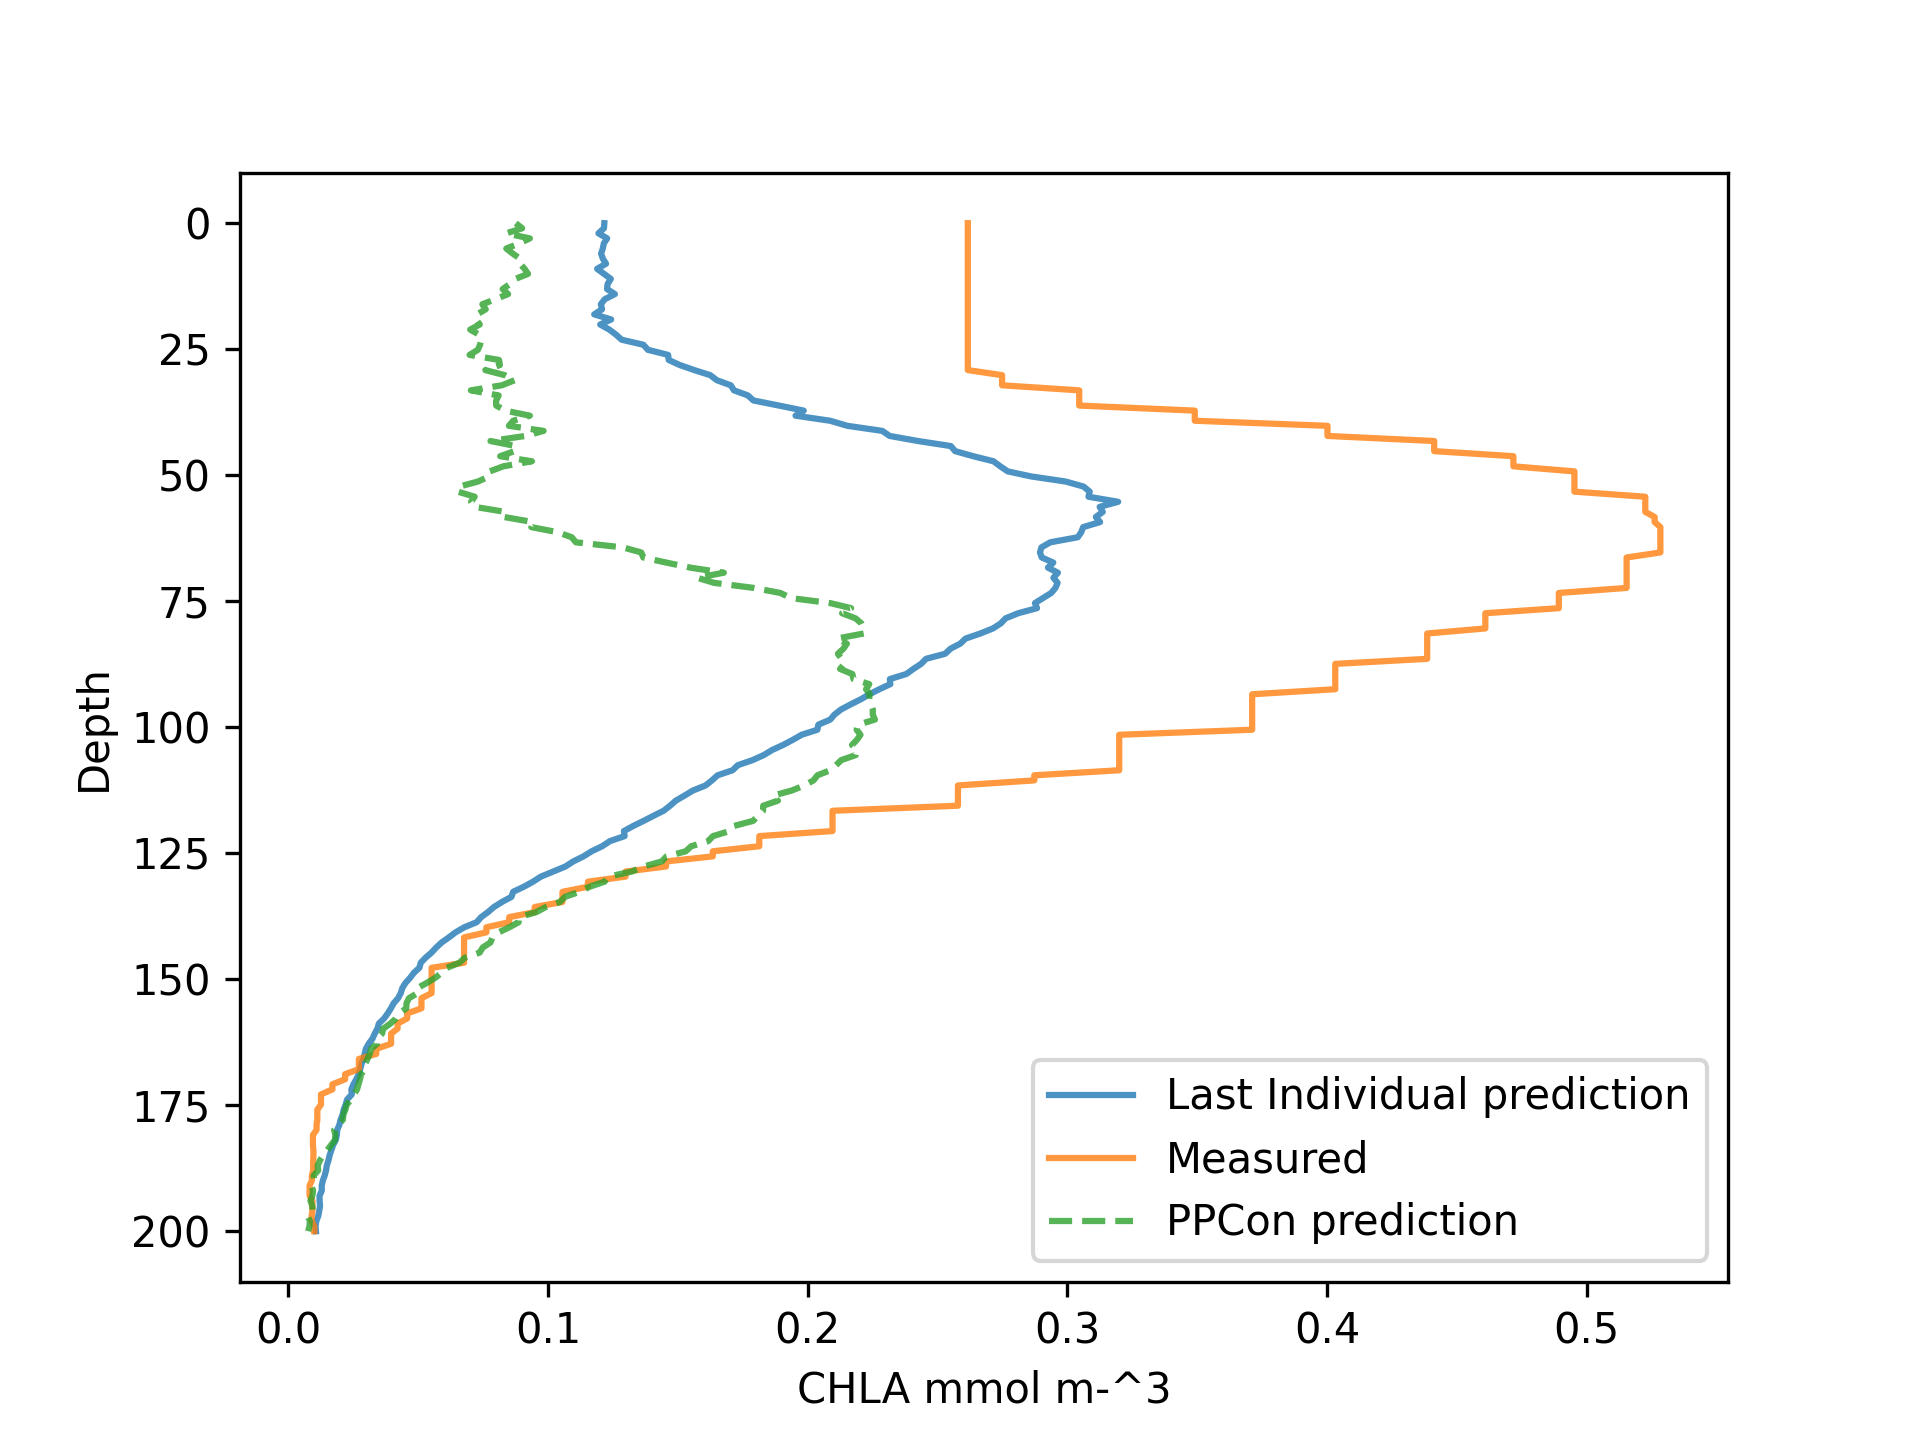 0
25
50
75
100
125
150
175
200
Depth
0.0 0.1 0.2 0.3 0.4 0.5
CHLA mmol m-^3
Last Individual prediction
Measured
PPCon prediction